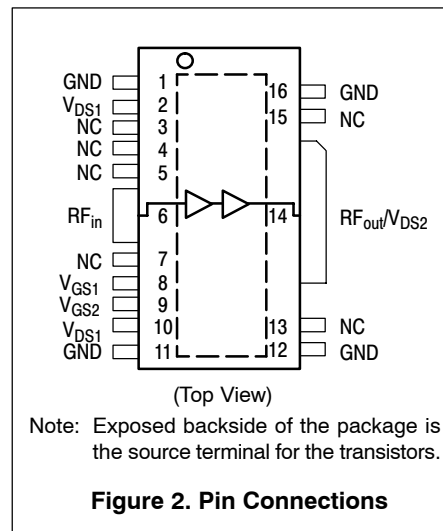 GND 1 16 GND
VDS1 2 15 NC
NC 3
NC 4
NC 5
RFin 6 14 RFout/VDS2
NC 7
VGS1 8
VGS2 9
VDS1 10 13 NC
GND 11 12 GND
(Top View)
Note: Exposed backside of the package is
the source terminal for the transistors.
Figure 2. Pin Connections